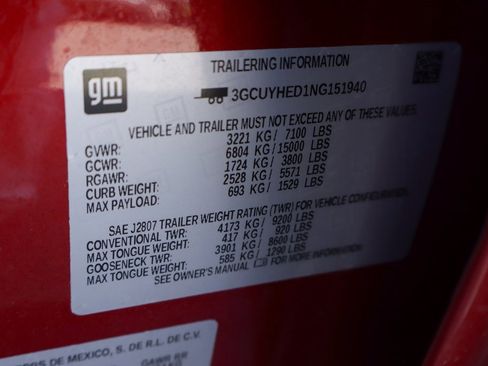 gm
TRAILERING INFORMATION
3GCUYHED1NG151940
VEHICLE AND TRAILER MUST NOT EXCEED ANY OF THESE VALUES
GVWR: 3221 KG / 7100 LBS
GCWR: 6804 KG / 15000 LBS
RGAWR: 1724 KG / 3800 LBS
CURB WEIGHT: 2528 KG / 5571 LBS
MAX PAYLOAD: 693 KG / 1529 LBS
SAE J2807 TRAILER WEIGHT RATING (TWR) FOR VEHICLE CONFIGURATION.
CONVENTIONAL TWR: 4173 KG / 9200 LBS
MAX TONGUE WEIGHT: 417 KG / 920 LBS
GOOSENECK TWR: 3901 KG / 8600 LBS
MAX TONGUE WEIGHT: 585 KG / 1290 LBS
SEE OWNER'S MANUAL FOR MORE INFORMATION
DE MEXICO, S. DE R.L. DE C.V.
GAWR RR